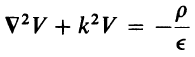 ∇²V + k²V = −ρ/ϵ